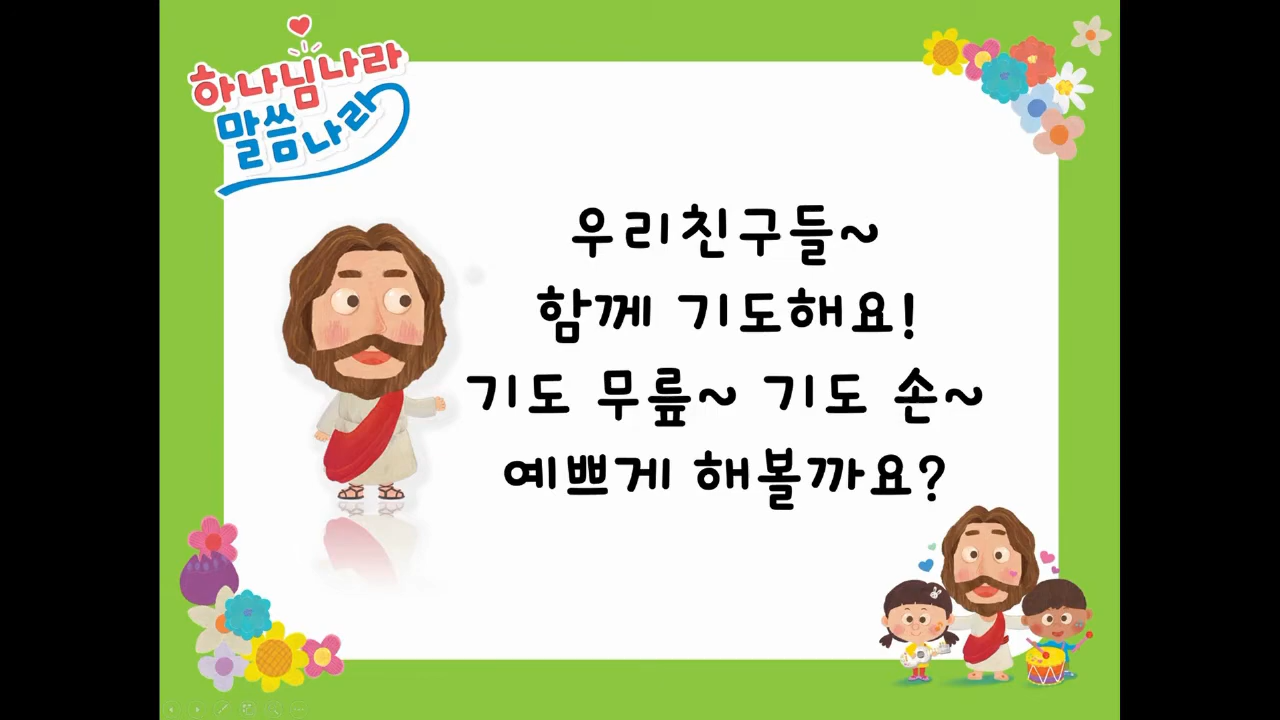 하나님나라
말씀나라
우리친구들~
함께 기도해요!
기도 무릎~ 기도 손~
예쁘게 해볼까요?